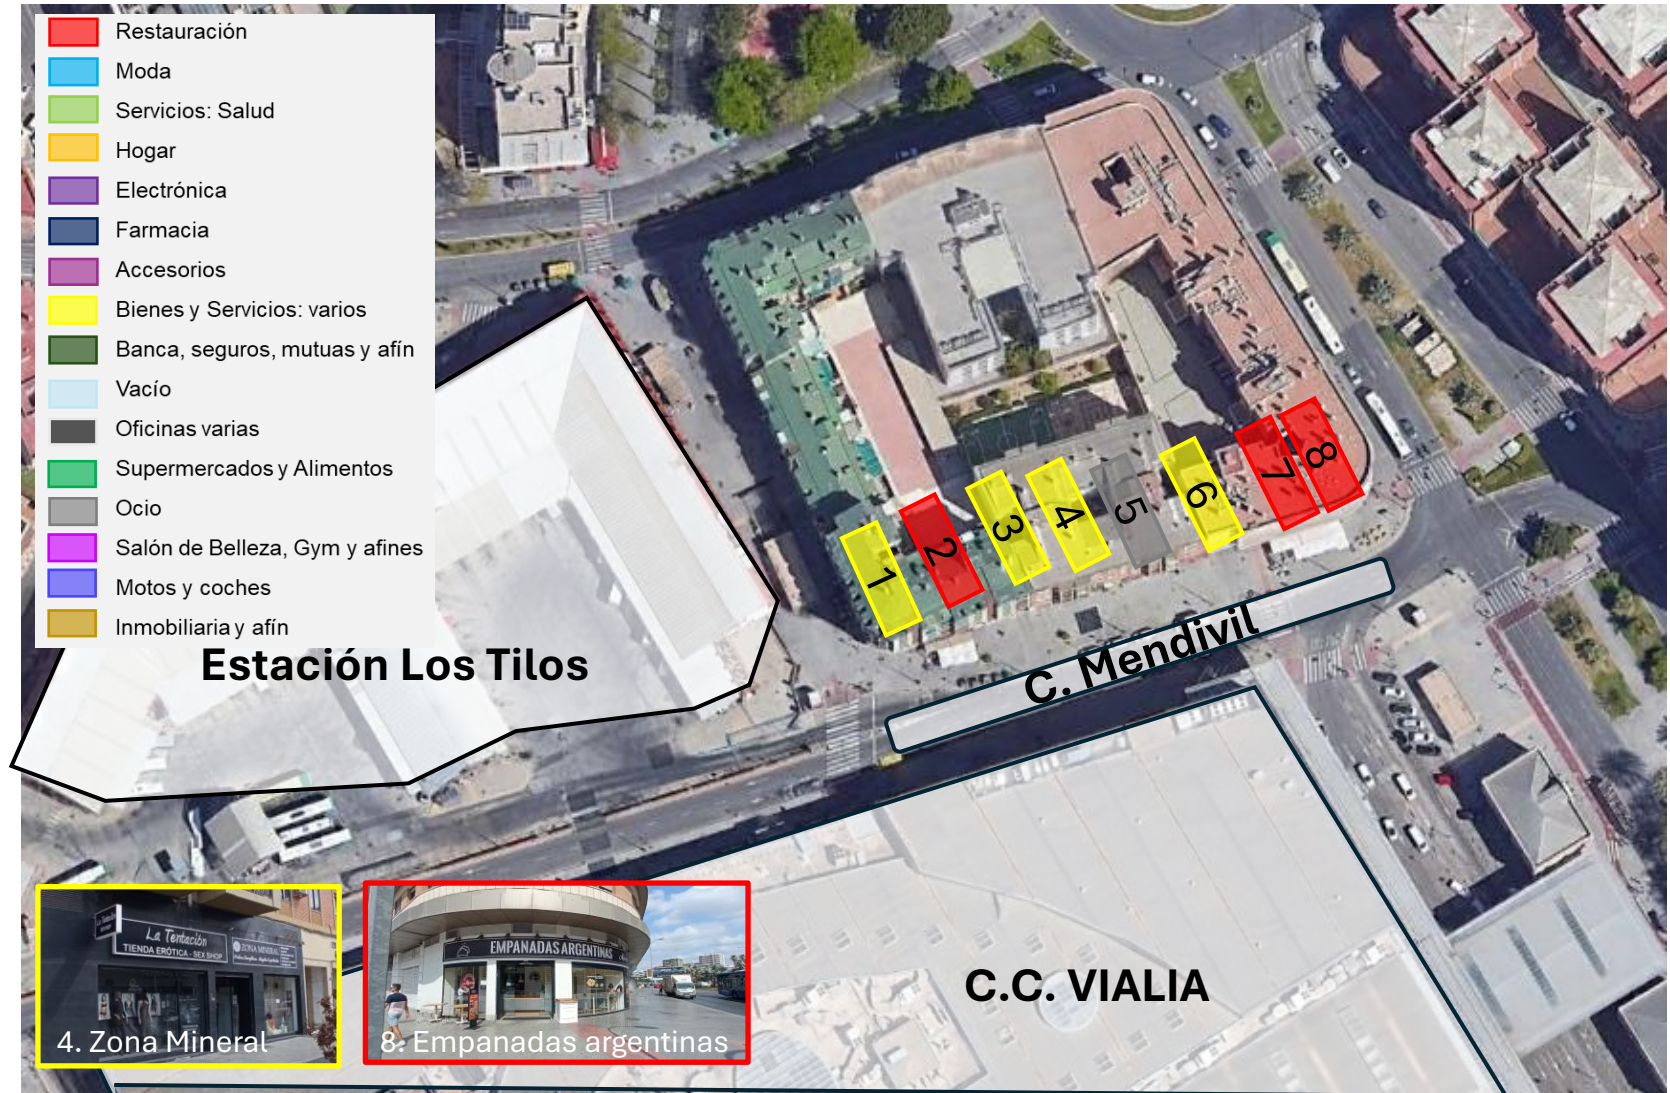 Restauración
Moda
Servicios: Salud
Hogar
Electrónica
Farmacia
Accesorios
Bienes y Servicios: varios
Banca, seguros, mutuas y afín
Vacío
Oficinas varias
Supermercados y Alimentos
Ocio
Salón de Belleza, Gym y afines
Motos y coches
Inmobiliaria y afín
1
2
3
4
5
6
7
8
C. Mendivil
Estación Los Tilos
C.C. VIALIA
La Tentación
TIENDA ERÓTICA - SEX SHOP
ZONA MINERAL
4. Zona Mineral
EMPANADAS ARGENTINAS
8. Empanadas argentinas